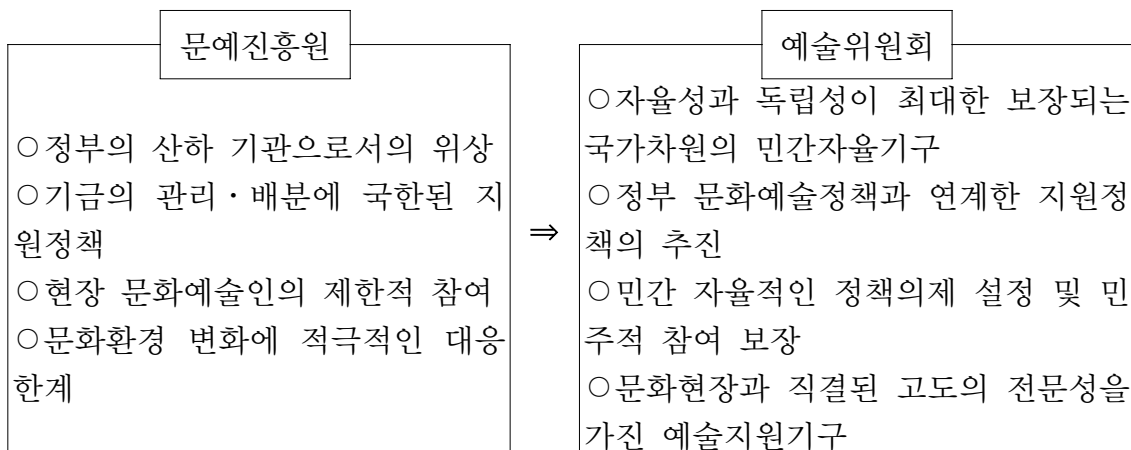 문예진흥원
○정부의 산하 기관으로서의 위상
○기금의 관리·배분에 국한된 지
원정책
○현장 문화예술인의 제한적 참여
○문화환경 변화에 적극적인 대응
한계
⇒
예술위원회
○자율성과 독립성이 최대한 보장되는
국가차원의 민간자율기구
○정부 문화예술정책과 연계한 지원정
책의 추진
○민간 자율적인 정책의제 설정 및 민
주적 참여 보장
○문화현장과 직결된 고도의 전문성을
가진 예술지원기구